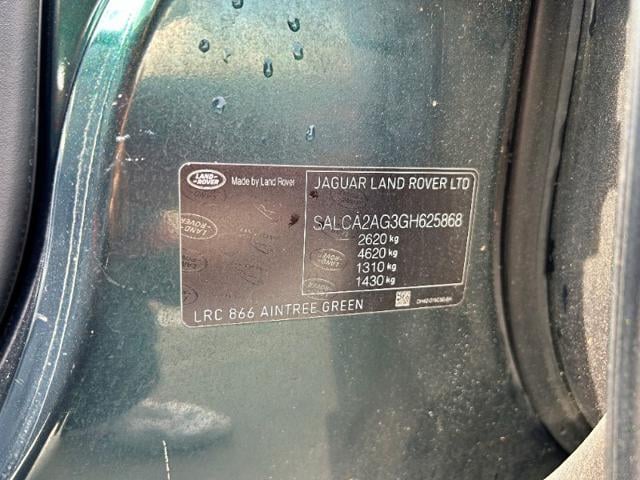 LAND-
ROVER
Made by Land Rover
JAGUAR LAND ROVER LTD
SALCA2AG3GH625868
2620 kg
4620 kg
1310 kg
1430 kg
LRC 866 AINTREE GREEN